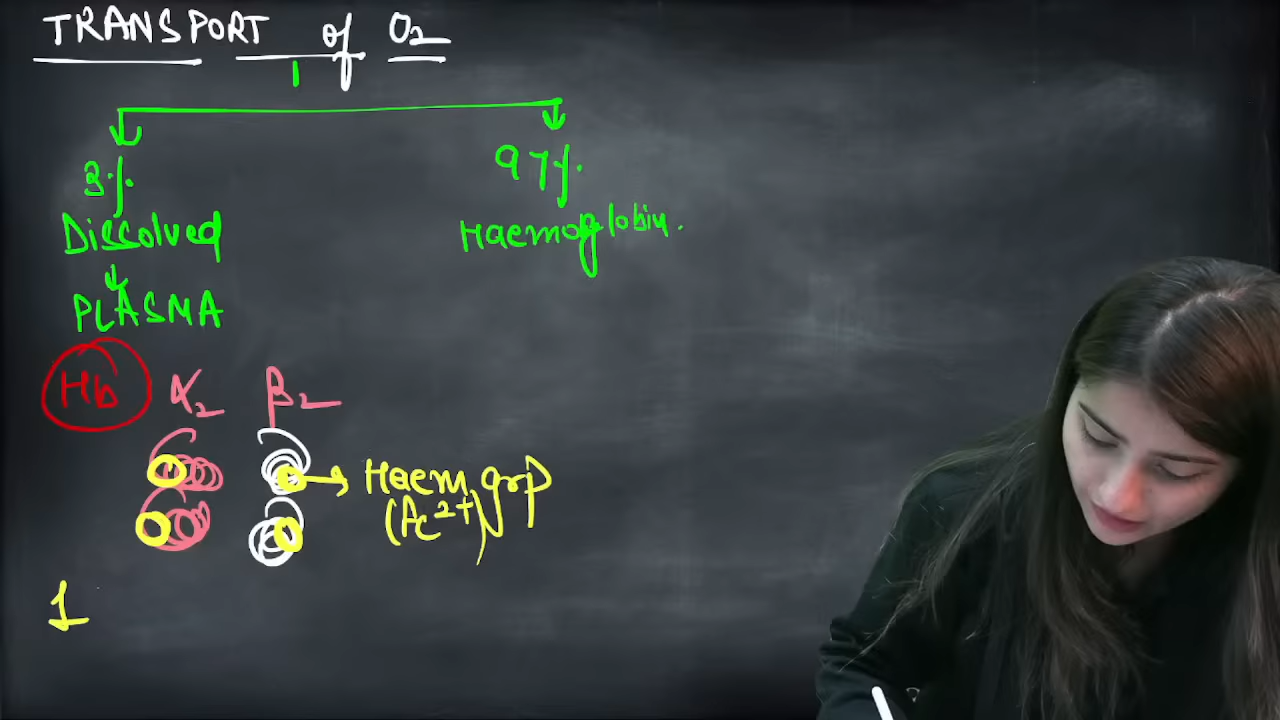 TRANSPORT of O2
3% 97%
Dissolved Haemoglobin.
PLASMA
Hb α2 β2
Haem grp
(Fe2+)
1